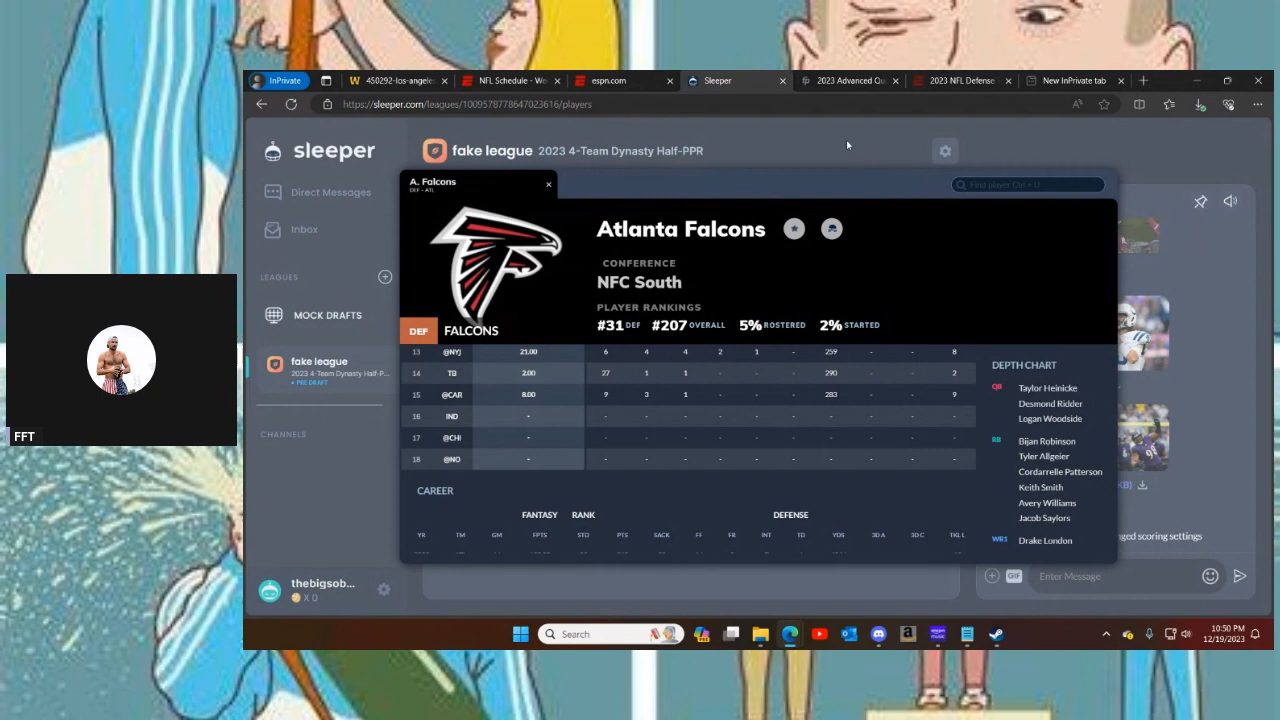 InPrivate
450292-los-angele
NFL Schedule - We
espn.com
Sleeper
2023 Advanced Qu
2023 NFL Defense
New InPrivate tab
https://sleeper.com/leagues/1009578778647023616/players
sleeper
Direct Messages
Inbox
LEAGUES
MOCK DRAFTS
fake league
2023 4-Team Dynasty Half-P...
PRE DRAFT
CHANNELS
thebigsob...
X 0
fake league 2023 4-Team Dynasty Half-PPR
A. Falcons
DEF - ATL
Find player Ctrl + U
Atlanta Falcons
CONFERENCE
NFC South
PLAYER RANKINGS
#31 DEF #207 OVERALL 5% ROSTERED 2% STARTED
DEF FALCONS
13 @NYJ 21.00 6 4 4 2 1 - 259 - - 8
14 TB 2.00 27 1 1 - - - 290 - - 2
15 @CAR 8.00 9 3 1 - - - 283 - - 9
16 IND - - - - - - - - - - -
17 @CHI - - - - - - - - - - -
18 @NO - - - - - - - - - - -
CAREER
FANTASY RANK DEFENSE
YR TM GM FPTS STD PTS SACK FF FR INT TD YDS 3D A 3D C TKL L
DEPTH CHART
QB Taylor Heinicke
Desmond Ridder
Logan Woodside
RB Bijan Robinson
Tyler Allgeier
Cordarrelle Patterson
Keith Smith
Avery Williams
Jacob Saylors
WR1 Drake London
KB)
nged scoring settings
GIF Enter Message
FFT
Search
10:50 PM
12/19/2023